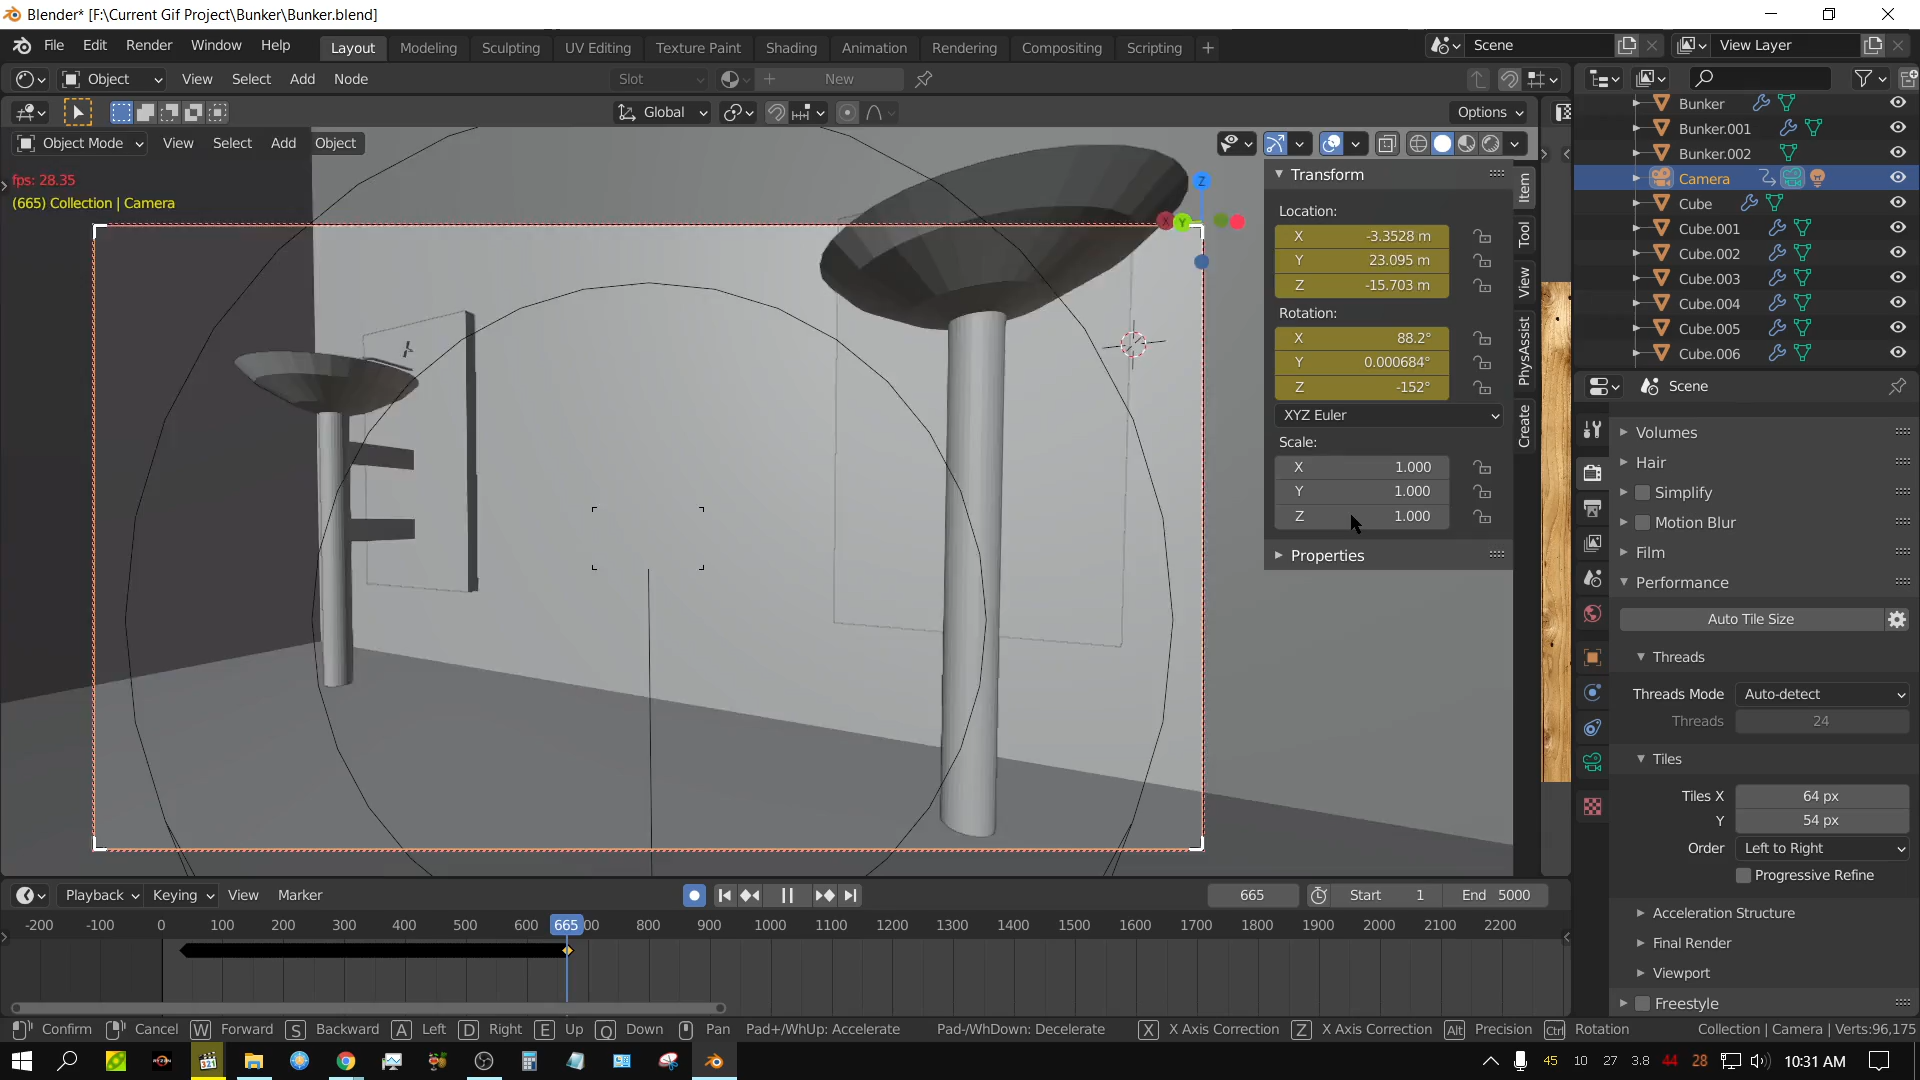 Blender* [F:\Current Gif Project\Bunker\Bunker.blend]
File Edit Render Window Help Layout Modeling Sculpting UV Editing Texture Paint Shading Animation Rendering Compositing Scripting + Scene View Layer
Object View Select Add Node Slot New
Global Options
Object Mode View Select Add Object
fps: 28.35
(665) Collection | Camera
Z
X Y
Transform
Location:
X -3.3528 m
Y 23.095 m
Z -15.703 m
Rotation:
X 88.2°
Y 0.000684°
Z -152°
XYZ Euler
Scale:
X 1.000
Y 1.000
Z 1.000
Properties
Item
Tool
View
PhysAssist
Create
Bunker
Bunker.001
Bunker.002
Camera
Cube
Cube.001
Cube.002
Cube.003
Cube.004
Cube.005
Cube.006
Scene
Volumes
Hair
Simplify
Motion Blur
Film
Performance
Auto Tile Size
Threads
Threads Mode Auto-detect
Threads 24
Tiles
Tiles X 64 px
Y 54 px
Order Left to Right
Progressive Refine
Acceleration Structure
Final Render
Viewport
Freestyle
Playback Keying View Marker 665 Start 1 End 5000
-200 -100 0 100 200 300 400 500 600 665 00 800 900 1000 1100 1200 1300 1400 1500 1600 1700 1800 1900 2000 2100 2200
Confirm Cancel W Forward S Backward A Left D Right E Up Q Down Pan Pad+/WhUp: Accelerate Pad-/WhDown: Decelerate X X Axis Correction Z X Axis Correction Alt Precision Ctrl Rotation Collection | Camera | Verts:96,175
321 RYZEN 45 10 27 3.8 44 28 10:31 AM